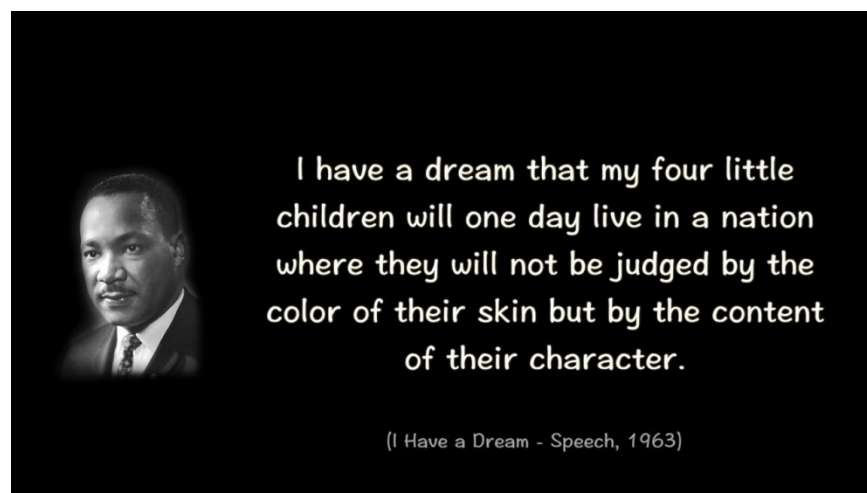 I have a dream that my four little
children will one day live in a nation
where they will not be judged by the
color of their skin but by the content
of their character.
(I Have a Dream - Speech, 1963)